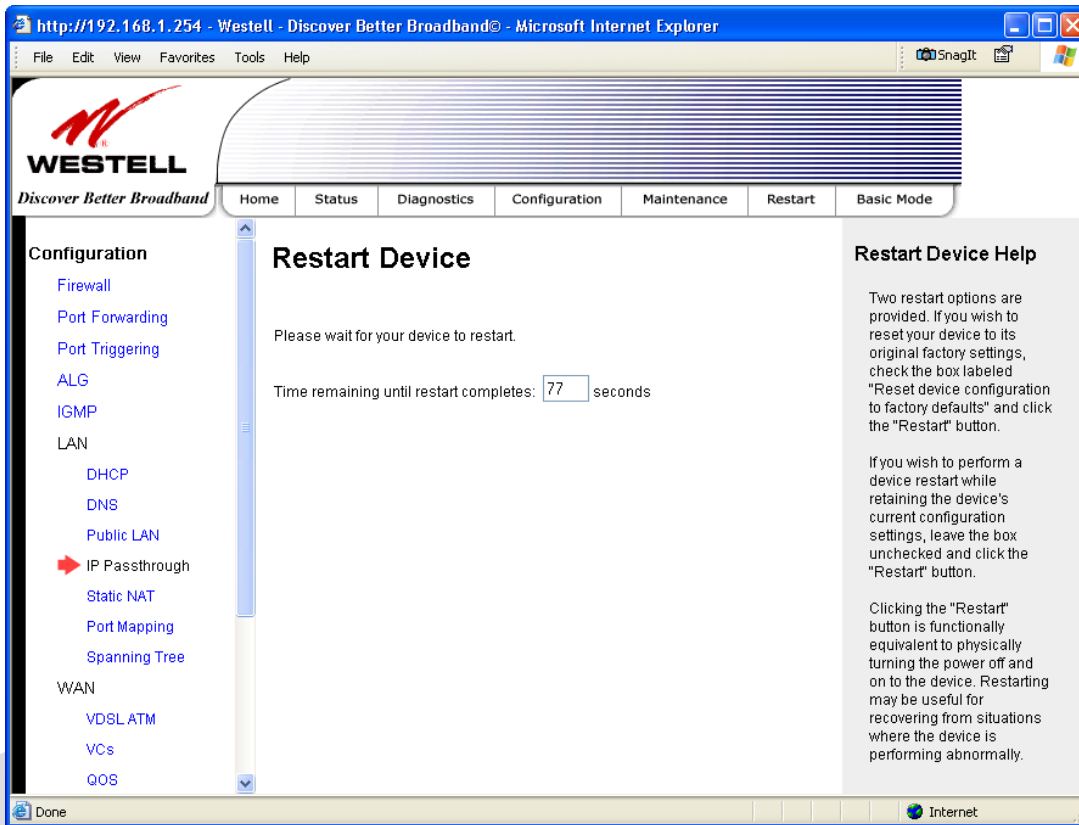 http://192.168.1.254 - Westell - Discover Better Broadband© - Microsoft Internet Explorer
File Edit View Favorites Tools Help
SnagIt
WESTELL
Discover Better Broadband
Home Status Diagnostics Configuration Maintenance Restart Basic Mode
Configuration
Firewall
Port Forwarding
Port Triggering
ALG
IGMP
LAN
DHCP
DNS
Public LAN
IP Passthrough
Static NAT
Port Mapping
Spanning Tree
WAN
VDSL ATM
VCs
QOS
Restart Device
Please wait for your device to restart.
Time remaining until restart completes: 77 seconds
Restart Device Help
Two restart options are
provided. If you wish to
reset your device to its
original factory settings,
check the box labeled
"Reset device configuration
to factory defaults" and click
the "Restart" button.
If you wish to perform a
device restart while
retaining the device's
current configuration
settings, leave the box
unchecked and click the
"Restart" button.
Clicking the "Restart"
button is functionally
equivalent to physically
turning the power off and
on to the device. Restarting
may be useful for
recovering from situations
where the device is
performing abnormally.
Done
Internet